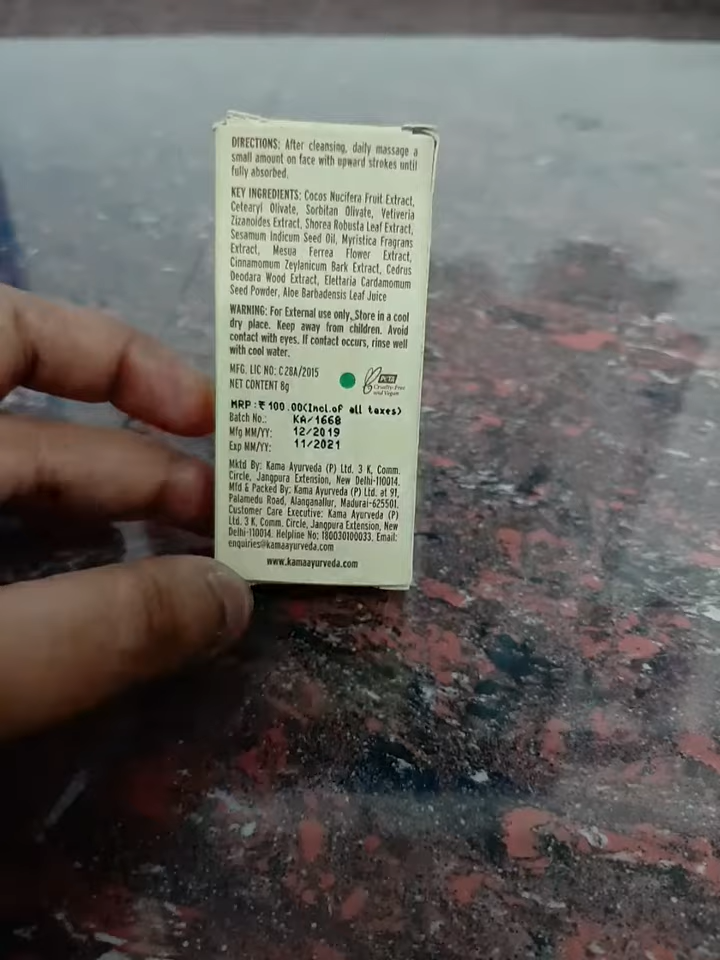 DIRECTIONS: After cleansing, daily massage a
small amount on face with upward strokes until
fully absorbed.
KEY INGREDIENTS: Cocos Nucifera Fruit Extract,
Cetearyl Olivate, Sorbitan Olivate, Vetiveria
Zizanoides Extract, Shorea Robusta Leaf Extract,
Sesamum Indicum Seed Oil, Myristica Fragrans
Extract, Mesua Ferrea Flower Extract,
Cinnamomum Zeylanicum Bark Extract, Cedrus
Deodara Wood Extract, Elettaria Cardamomum
Seed Powder, Aloe Barbadensis Leaf Juice
WARNING: For External use only. Store in a cool
dry place. Keep away from children. Avoid
contact with eyes. If contact occurs, rinse well
with cool water.
MFG. LIC NO: C28A/2015
NET CONTENT 8g
PETA
Cruelty-Free
and Vegan
MRP :₹ 100.00(Incl.of all taxes)
Batch No.: KA/1668
Mfg MM/YY: 12/2019
Exp MM/YY: 11/2021
Mktd By: Kama Ayurveda (P) Ltd. 3 K, Comm.
Circle, Jangpura Extension, New Delhi-110014.
Mfd & Packed By: Kama Ayurveda (P) Ltd. at 91,
Palamedu Road, Alanganallur, Madurai-625501.
Customer Care Executive: Kama Ayurveda (P)
Ltd. 3 K, Comm. Circle, Jangpura Extension, New
Delhi-110014. Helpline No: 180030100033. Email:
enquiries@kamaayurveda.com
www.kamaayurveda.com